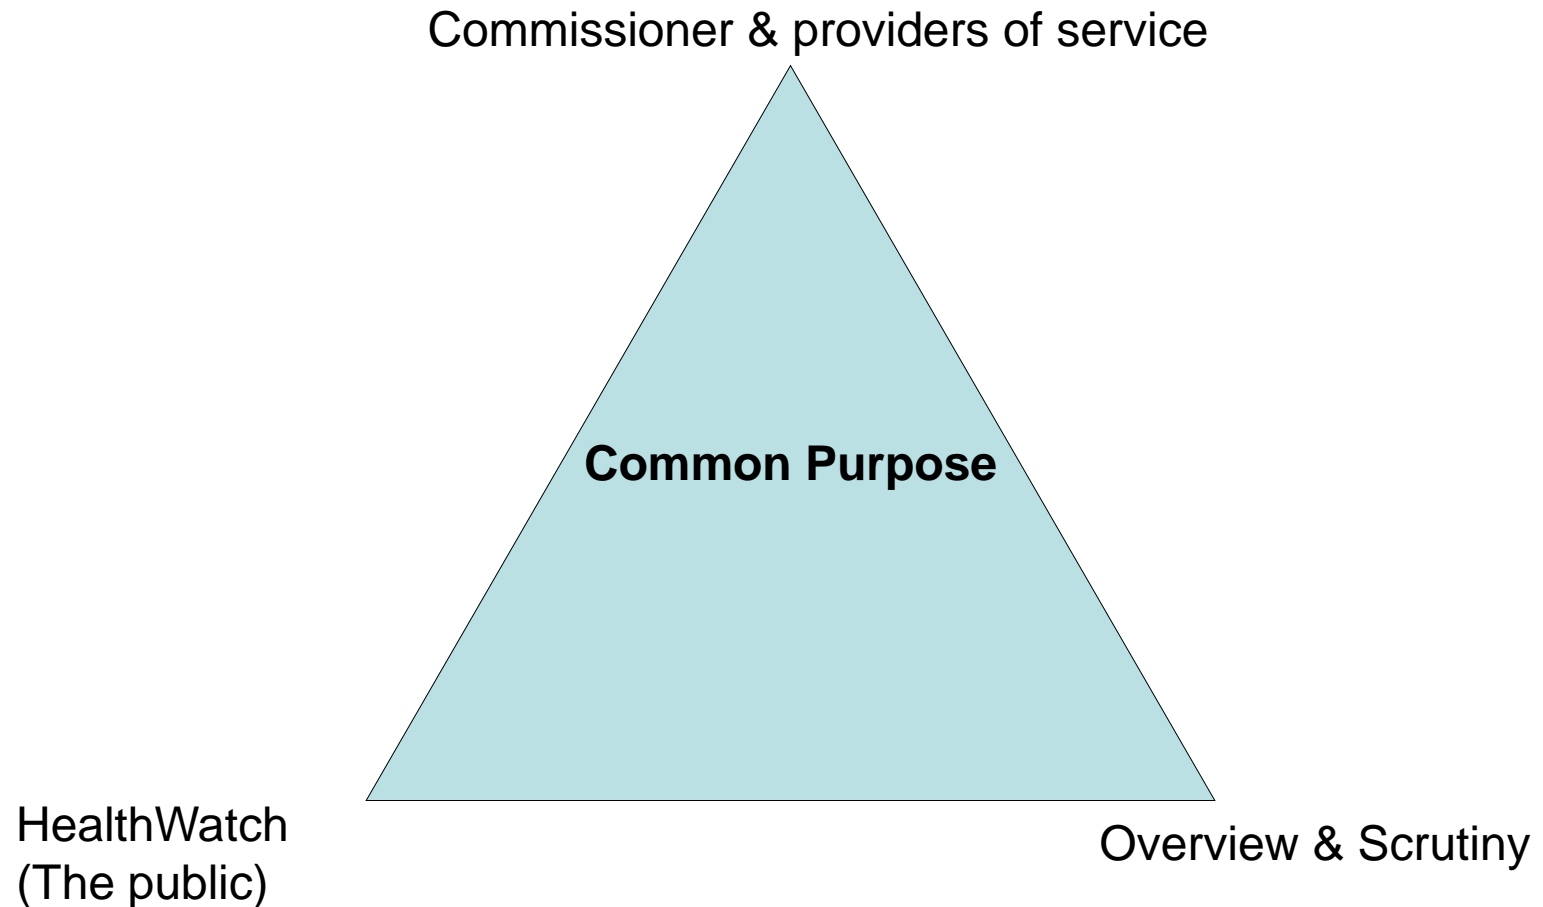 Commissioner & providers of service
Common Purpose
HealthWatch
(The public)
Overview & Scrutiny